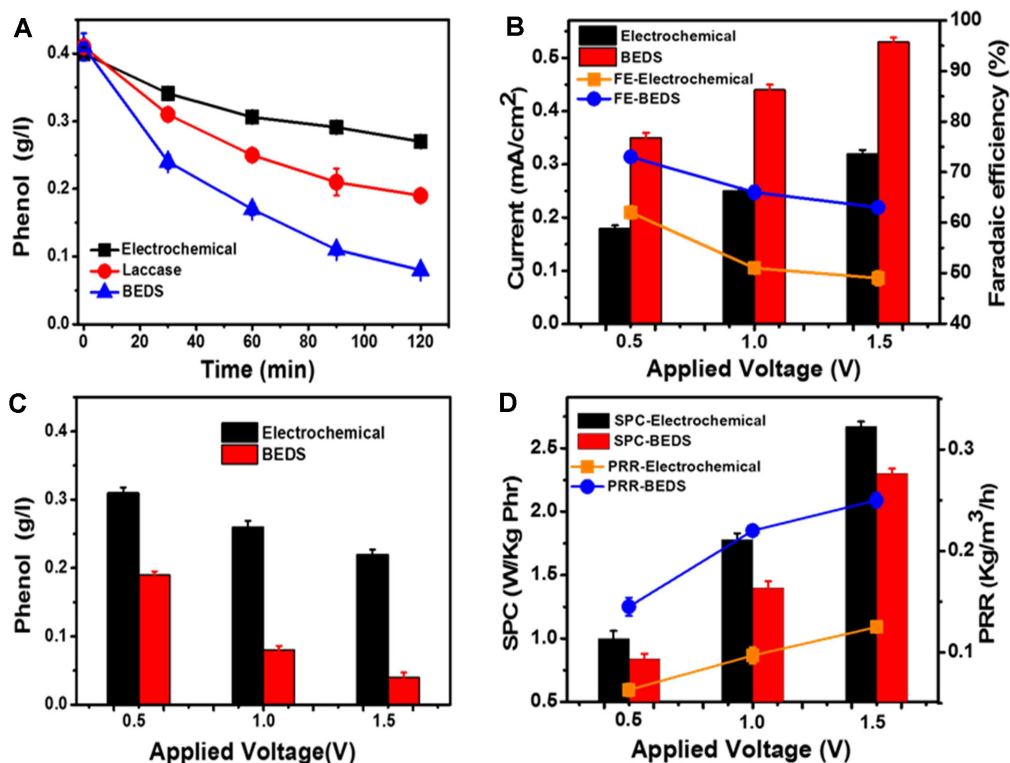 A
Phenol (g/l)
0.4
0.3
0.2
0.1
0.0
Electrochemical
Laccase
BEDS
0 20 40 60 80 100 120
Time (min)
B
Current (mA/cm2)
0.6
0.5
0.4
0.3
0.2
0.1
0.0
Electrochemical
BEDS
FE-Electrochemical
FE-BEDS
100
90
80
70
60
50
40
Faradaic efficiency (%)
0.5 1.0 1.5
Applied Voltage (V)
C
Phenol (g/l)
0.4
0.3
0.2
0.1
0.0
Electrochemical
BEDS
0.5 1.0 1.5
Applied Voltage(V)
D
SPC (W/Kg Phr)
2.5
2.0
1.5
1.0
0.5
SPC-Electrochemical
SPC-BEDS
PRR-Electrochemical
PRR-BEDS
0.3
0.2
0.1
PRR (Kg/m3/h)
0.5 1.0 1.5
Applied Voltage (V)